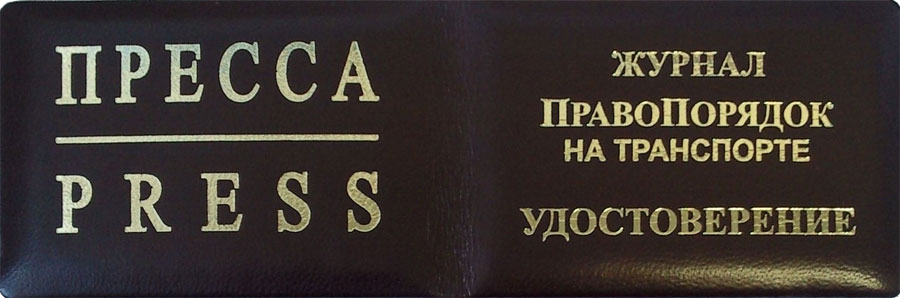 ПРЕССА
PRESS
ЖУРНАЛ
ПРАВОПОРЯДОК
НА ТРАНСПОРТЕ
УДОСТОВЕРЕНИЕ